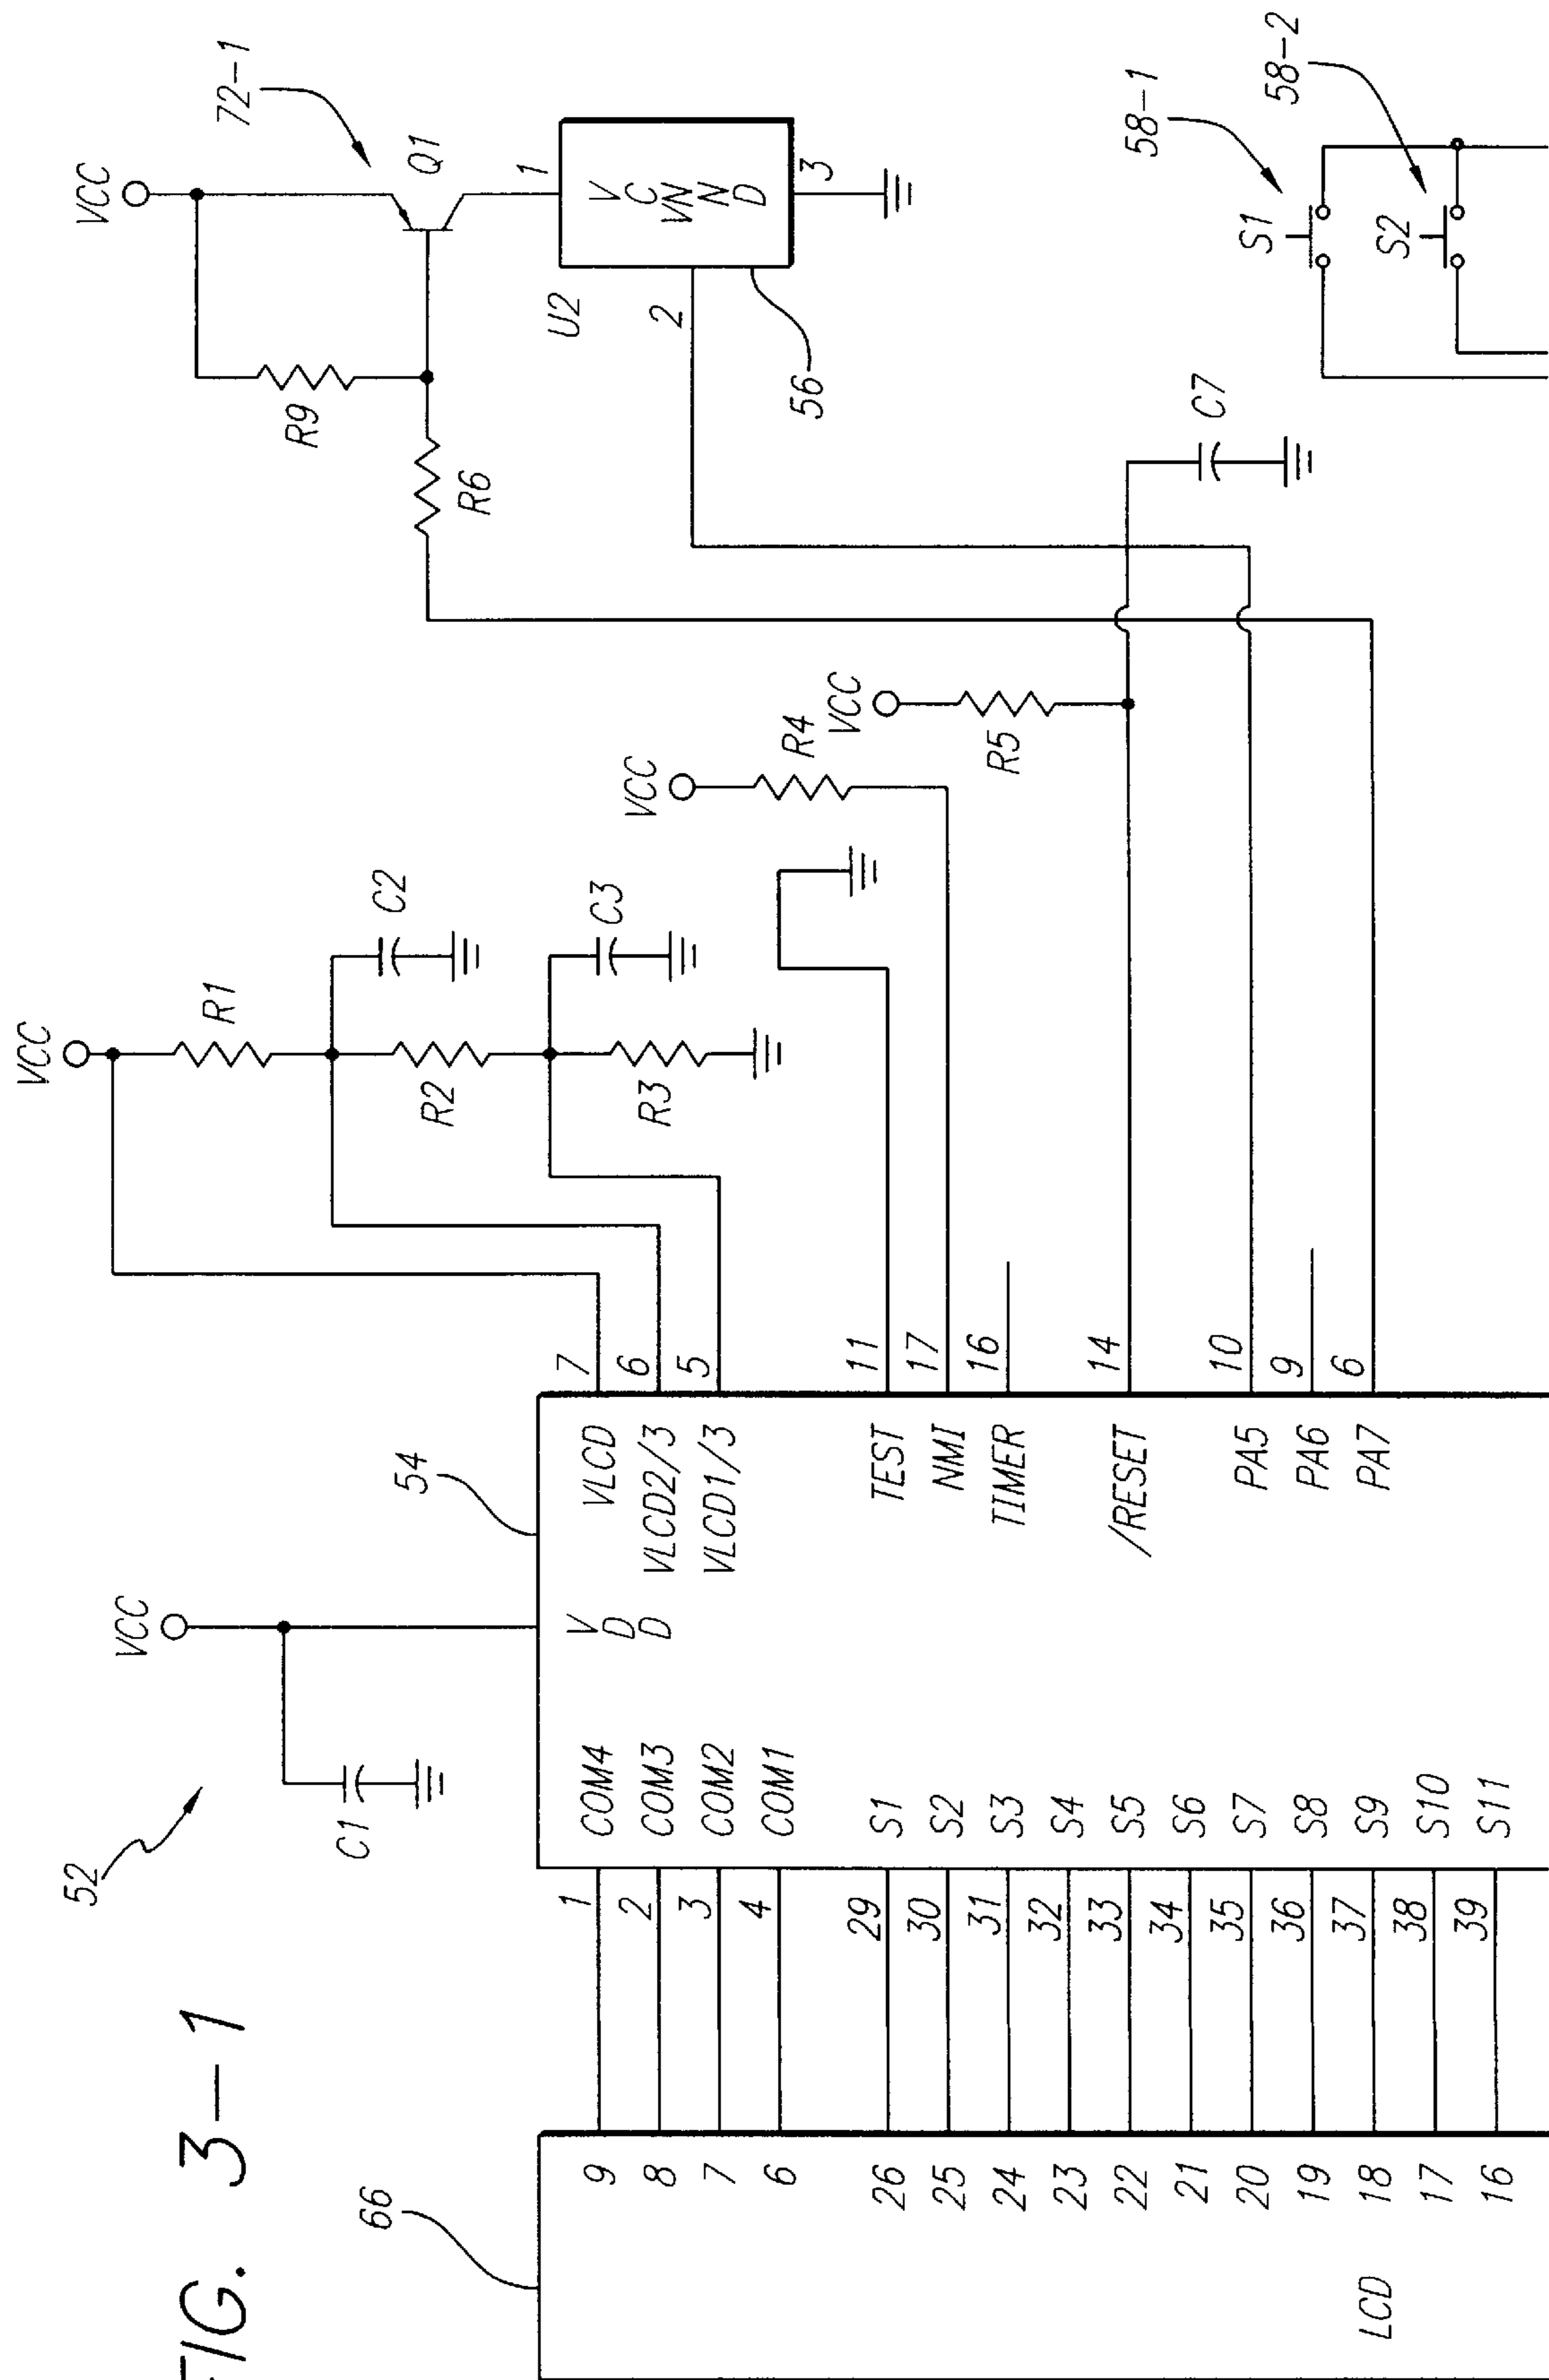 FIG. 3-1
52
VCC
C1
54
VCC
R1
C2
R2
C3
R3
VCC
R4
VCC
R5
VCC
72-1
Q1
R9
R6
1
U2
V
C
VN
N
D
2
3
56
C7
58-1
S1
58-2
S2
66
LCD
9
8
7
6
26
25
24
23
22
21
20
19
18
17
16
1
2
3
4
29
30
31
32
33
34
35
36
37
38
39
COM4
COM3
COM2
COM1
S1
S2
S3
S4
S5
S6
S7
S8
S9
S10
S11
V
D
D
VLCD 7
VLCD2/3 6
VLCD1/3 5
TEST 11
NMI 17
TIMER 16
/RESET 14
PA5 10
PA6 9
PA7 6